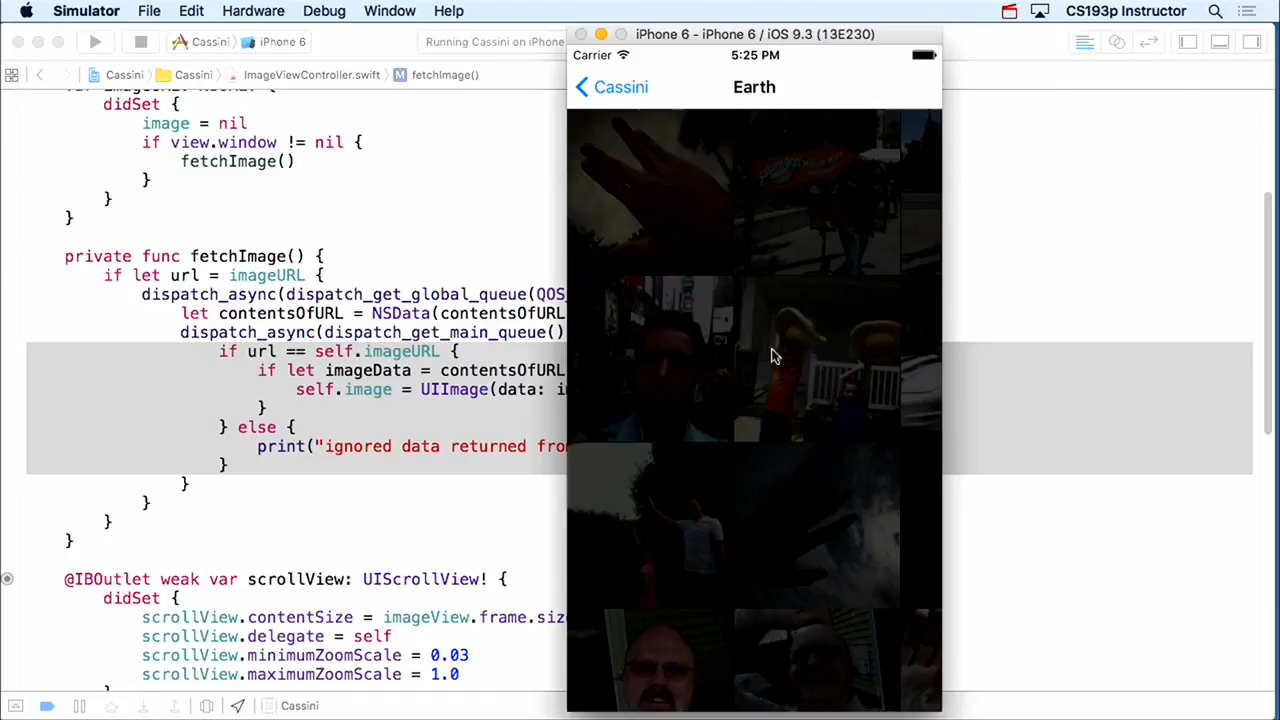 Simulator File Edit Hardware Debug Window Help CS193p Instructor
Cassini iPhone 6 Running Cassini on iPhone
iPhone 6 - iPhone 6 / iOS 9.3 (13E230)
Carrier 5:25 PM
Cassini Cassini ImageViewController.swift fetchImage()
Cassini Earth
didSet {
image = nil
if view.window != nil {
fetchImage()
}
}
}
private func fetchImage() {
if let url = imageURL {
dispatch_async(dispatch_get_global_queue(QOS_
let contentsOfURL = NSData(contentsOfURL
dispatch_async(dispatch_get_main_queue()
if url == self.imageURL {
if let imageData = contentsOfURL
self.image = UIImage(data: i
}
} else {
print("ignored data returned fro
}
}
}
}
}
@IBOutlet weak var scrollView: UIScrollView! {
didSet {
scrollView.contentSize = imageView.frame.siz
scrollView.delegate = self
scrollView.minimumZoomScale = 0.03
scrollView.maximumZoomScale = 1.0
}
Cassini